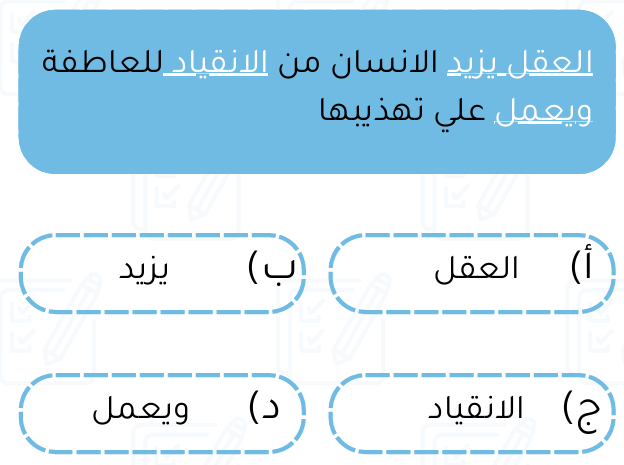 العقل يزيد الانسان من الانقياد للعاطفة
ويعمل علي تهذيبها
أ) العقل
ب) يزيد
ج) الانقياد
د) ويعمل